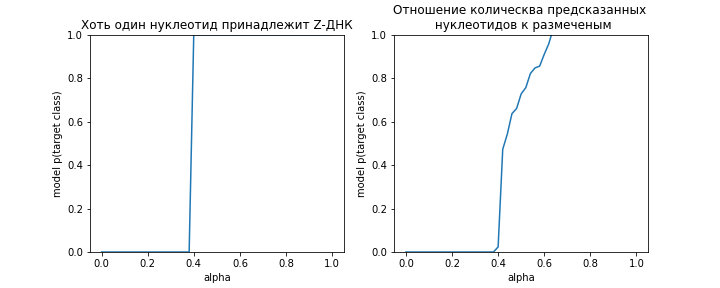 Хоть один нуклеотид принадлежит Z-ДНК
1.0
0.8
0.6
0.4
0.2
0.0
model p(target class)
0.0 0.2 0.4 0.6 0.8 1.0
alpha
Отношение колическва предсказанных
нуклеотидов к размеченым
1.0
0.8
0.6
0.4
0.2
0.0
model p(target class)
0.0 0.2 0.4 0.6 0.8 1.0
alpha